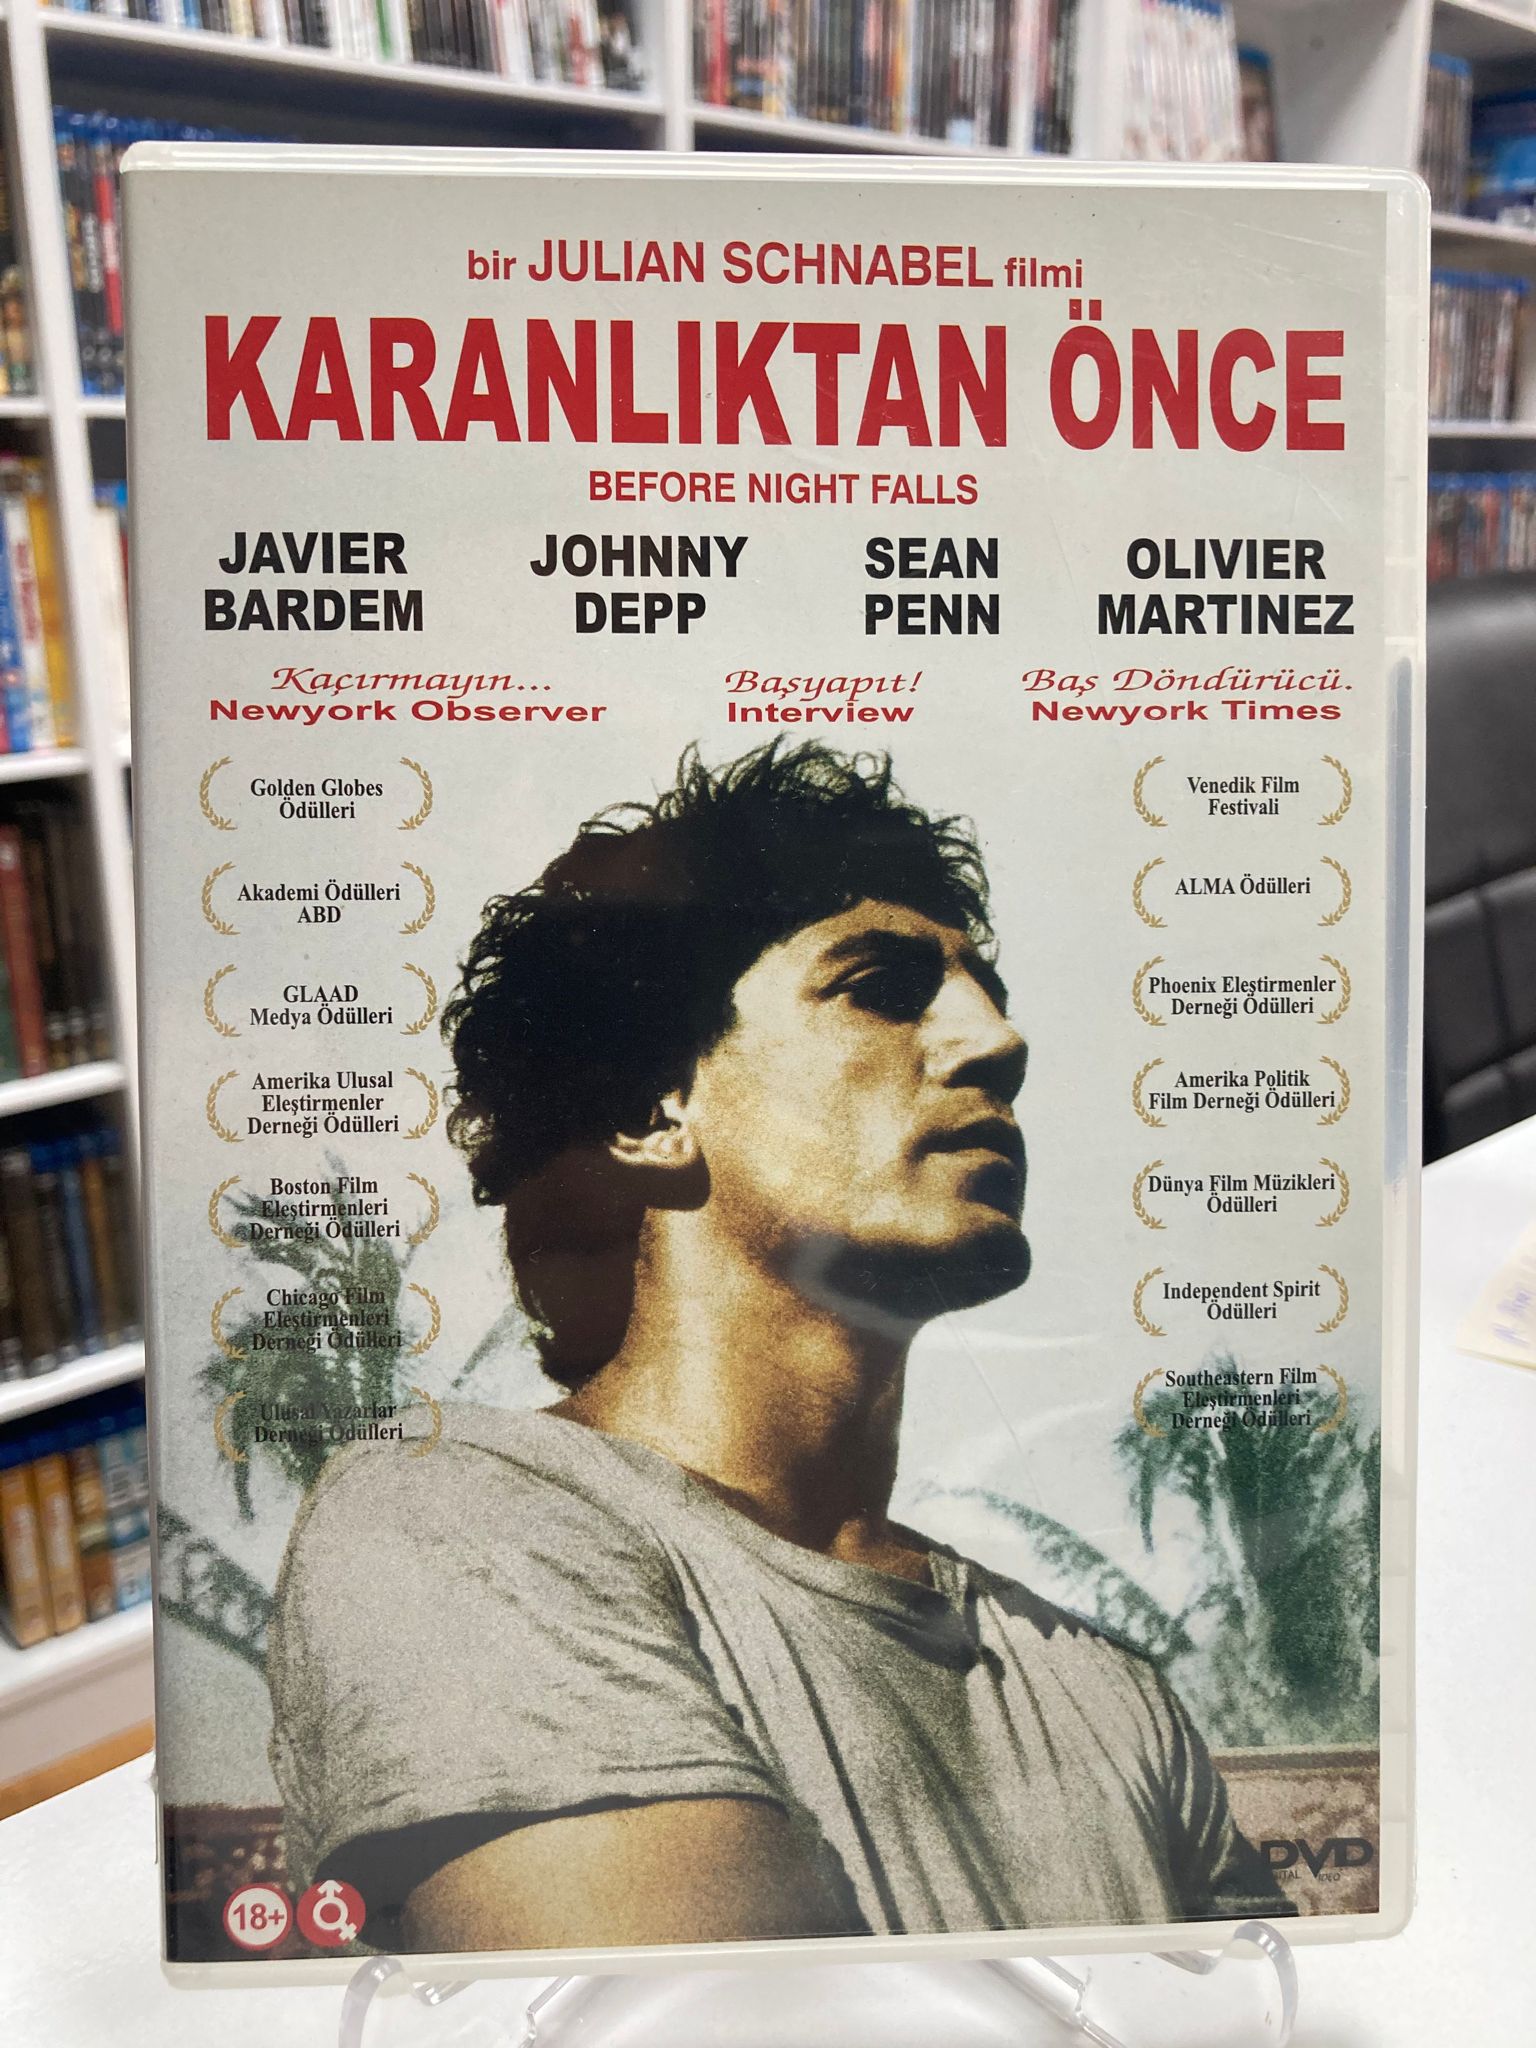 bir JULIAN SCHNABEL filmi
KARANLIKTAN ÖNCE
BEFORE NIGHT FALLS
JAVIER
BARDEM
JOHNNY
DEPP
SEAN
PENN
OLIVIER
MARTINEZ
Kaçırmayın...
Newyork Observer
Başyapıt!
Interview
Baş Döndürücü.
Newyork Times
Golden Globes
Ödülleri
Akademi Ödülleri
ABD
GLAAD
Medya Ödülleri
Amerika Ulusal
Eleştirmenler
Derneği Ödülleri
Boston Film
Eleştirmenleri
Derneği Ödülleri
Chicago Film
Eleştirmenleri
Derneği Ödülleri
Ulusal Yazarlar
Derneği Ödülleri
Venedik Film
Festivali
ALMA Ödülleri
Phoenix Eleştirmenler
Derneği Ödülleri
Amerika Politik
Film Derneği Ödülleri
Dünya Film Müzikleri
Ödülleri
Independent Spirit
Ödülleri
Southeastern Film
Eleştirmenleri
Derneği Ödülleri
18+
DVD
VIDEO